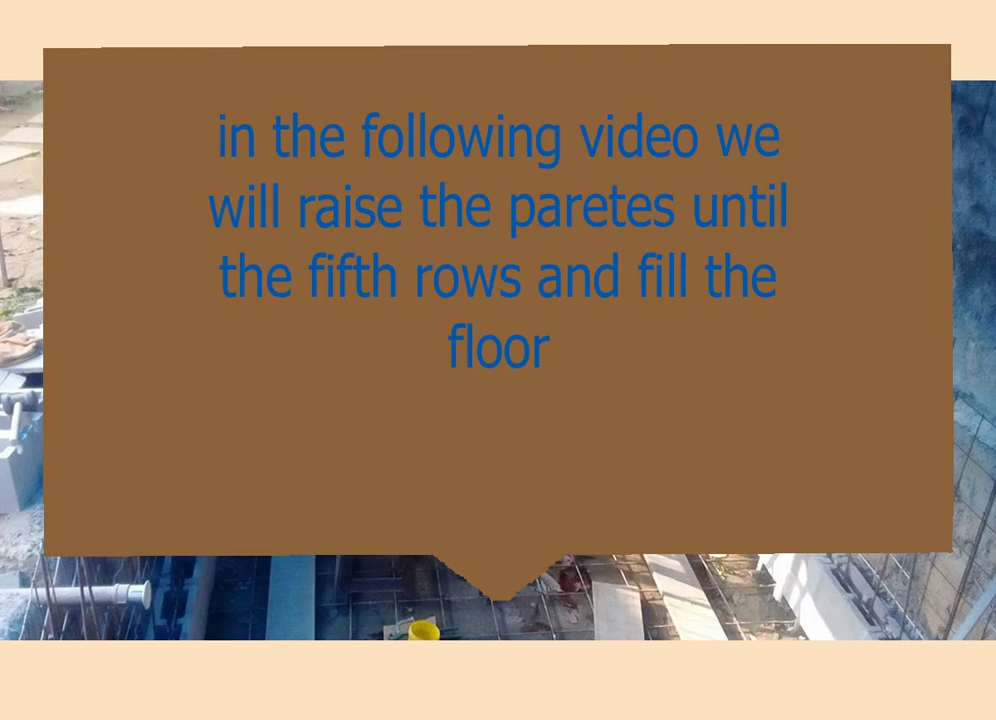 in the following video we
will raise the paretes until
the fifth rows and fill the
floor